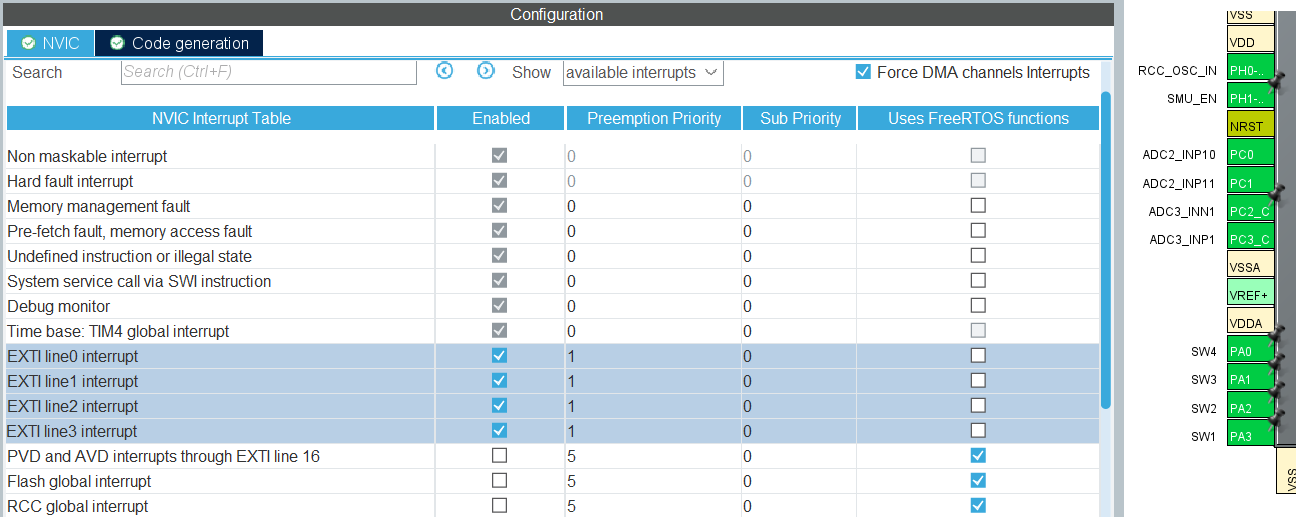 Configuration
NVIC Code generation
Search Search (Ctrl+F) Show available interrupts Force DMA channels Interrupts
NVIC Interrupt Table Enabled Preemption Priority Sub Priority Uses FreeRTOS functions
Non maskable interrupt 0 0
Hard fault interrupt 0 0
Memory management fault 0 0
Pre-fetch fault, memory access fault 0 0
Undefined instruction or illegal state 0 0
System service call via SWI instruction 0 0
Debug monitor 0 0
Time base: TIM4 global interrupt 0 0
EXTI line0 interrupt 1 0
EXTI line1 interrupt 1 0
EXTI line2 interrupt 1 0
EXTI line3 interrupt 1 0
PVD and AVD interrupts through EXTI line 16 5 0
Flash global interrupt 5 0
RCC global interrupt 5 0
VSS
VDD
RCC_OSC_IN PH0-..
SMU_EN PH1-..
NRST
ADC2_INP10 PC0
ADC2_INP11 PC1
ADC3_INN1 PC2_C
ADC3_INP1 PC3_C
VSSA
VREF+
VDDA
SW4 PA0
SW3 PA1
SW2 PA2
SW1 PA3
VSS